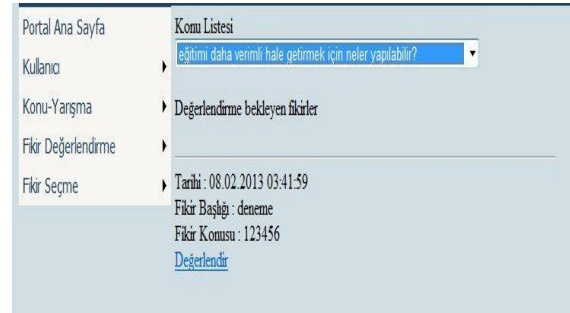 Portal Ana Sayfa
Kullanıcı
Konu-Yarışma
Fikir Değerlendirme
Fikir Seçme
Konu Listesi
eğitimi daha verimli hale getirmek için neler yapılabilir?
Değerlendirme bekleyen fikirler
Tarihi : 08.02.2013 03:41:59
Fikir Başlığı : deneme
Fikir Konusu : 123456
Değerlendir